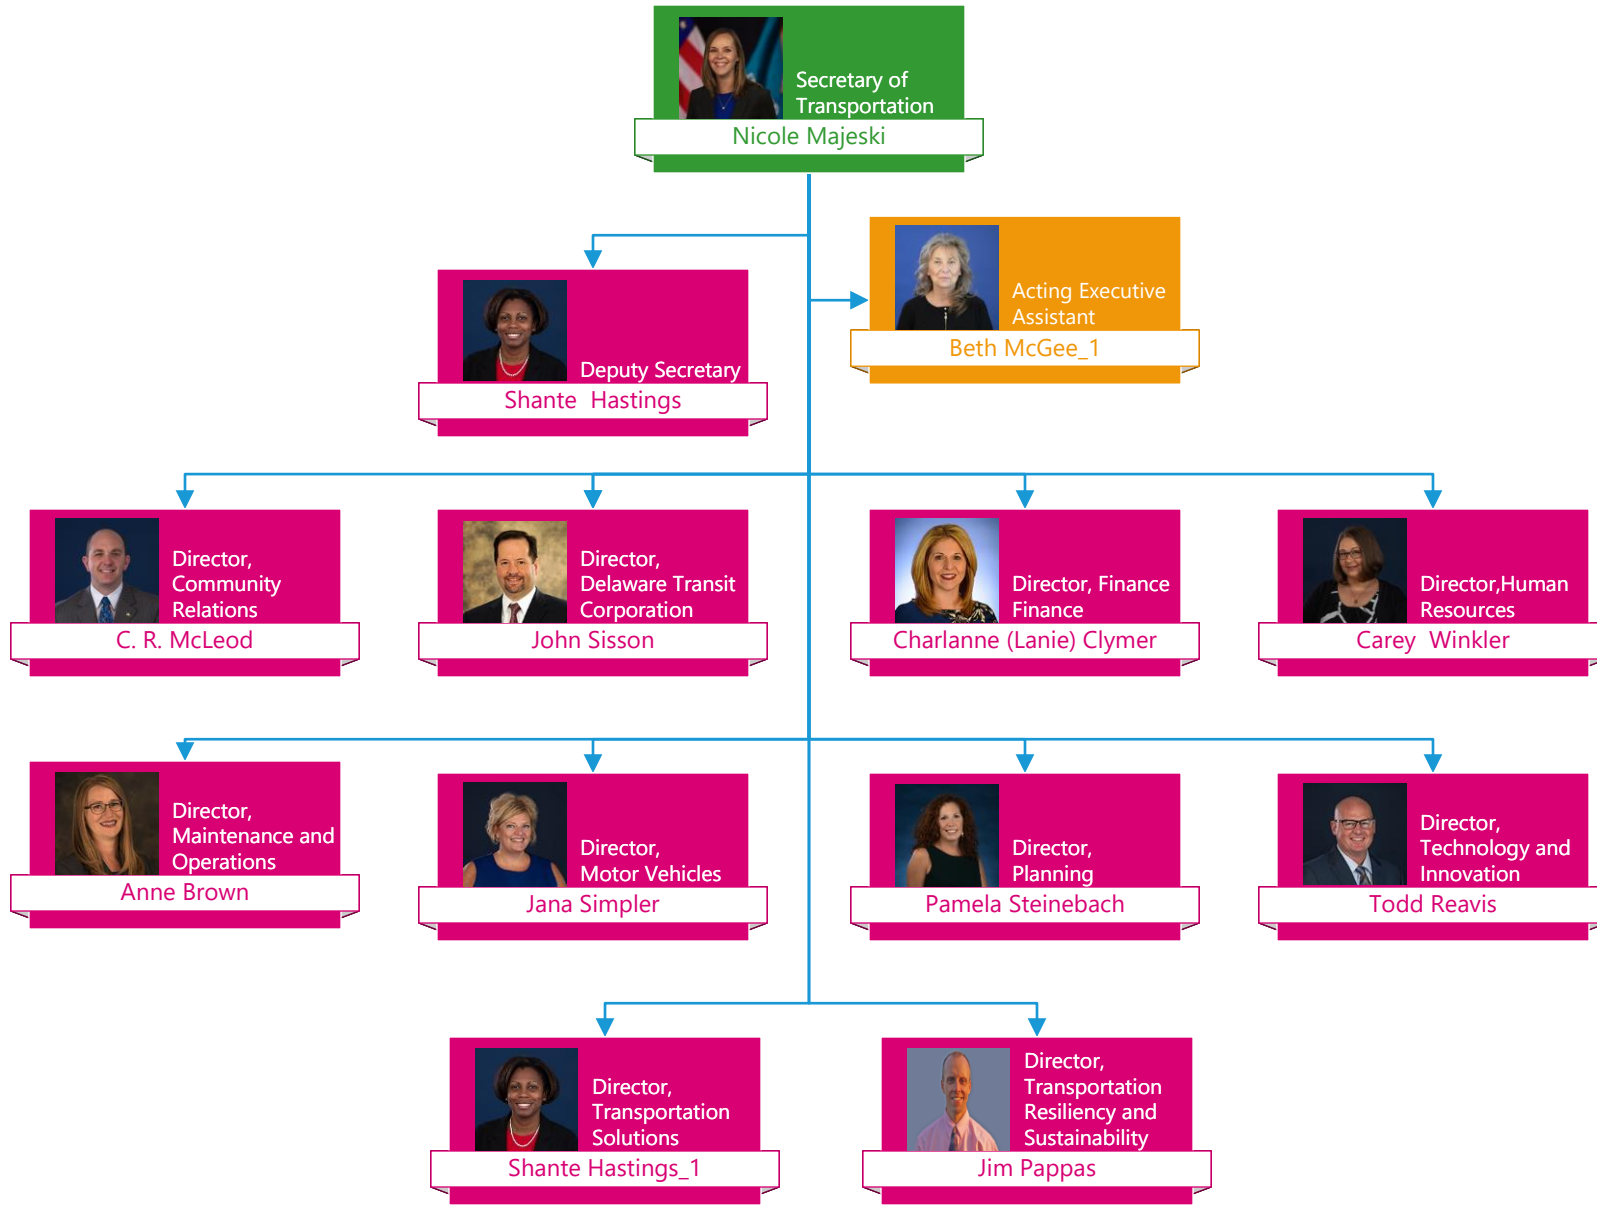 Secretary of
Transportation
Nicole Majeski
Acting Executive
Assistant
Beth McGee_1
Deputy Secretary
Shante  Hastings
Director,
Community
Relations
C. R. McLeod
Director,
Delaware Transit
Corporation
John Sisson
Director, Finance
Finance
Charlanne (Lanie) Clymer
Director,Human
Resources
Carey  Winkler
Director,
Maintenance and
Operations
Anne Brown
Director,
Motor Vehicles
Jana Simpler
Director,
Planning
Pamela Steinebach
Director,
Technology and
Innovation
Todd Reavis
Director,
Transportation
Solutions
Shante Hastings_1
Director,
Transportation
Resiliency and
Sustainability
Jim Pappas